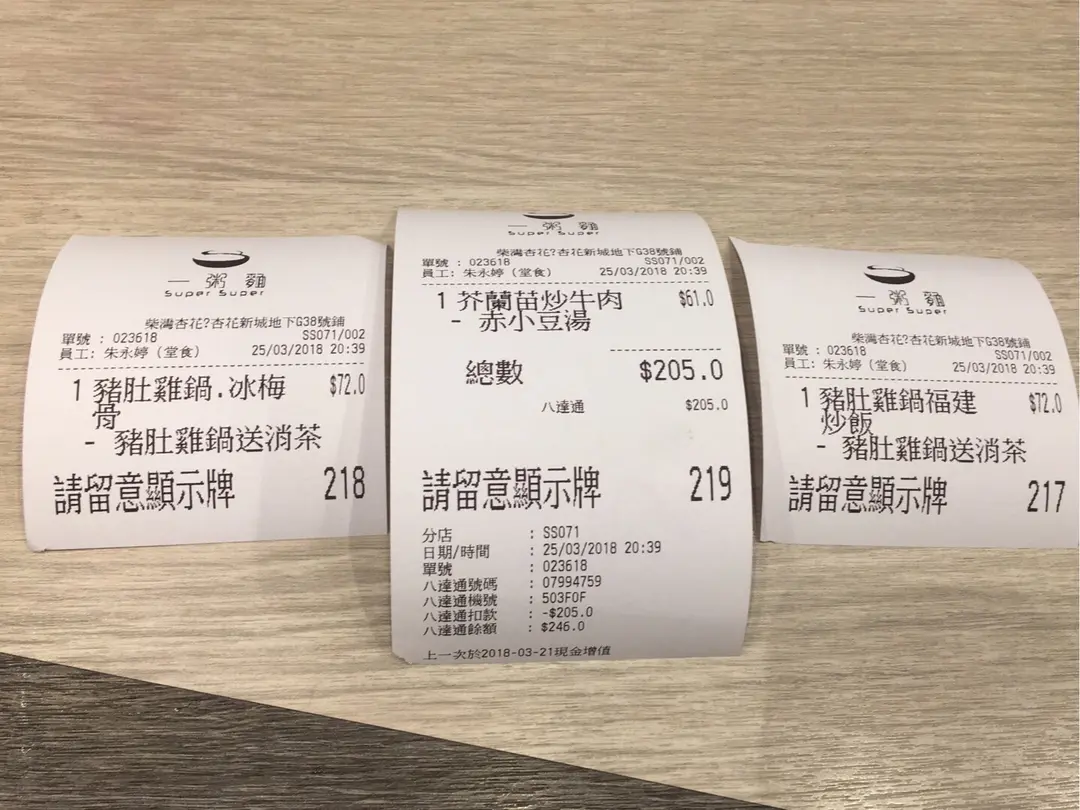 一粥麵
Super Super
柴灣杏花?杏花新城地下G38號鋪
單號 : 023618 SS071/002
員工: 朱永婷 (堂食) 25/03/2018 20:39
1 豬肚雞鍋.冰梅 $72.0
骨
- 豬肚雞鍋送消茶
請留意顯示牌 218
一粥麵
Super Super
柴灣杏花?杏花新城地下G38號鋪
單號 : 023618 SS071/002
員工: 朱永婷 (堂食) 25/03/2018 20:39
1 芥蘭苗炒牛肉 $61.0
- 赤小豆湯
總數 $205.0
八達通 $205.0
請留意顯示牌 219
分店 : SS071
日期/時間 : 25/03/2018 20:39
單號 : 023618
八達通號碼 : 07994759
八達通機號 : 503F0F
八達通扣款 : -$205.0
八達通餘額 : $246.0
上一次於2018-03-21現金增值
一粥麵
Super Super
柴灣杏花?杏花新城地下G38號鋪
單號 : 023618 SS071/002
員工: 朱永婷 (堂食) 25/03/2018 20:39
1 豬肚雞鍋福建 $72.0
炒飯
- 豬肚雞鍋送消茶
請留意顯示牌 217